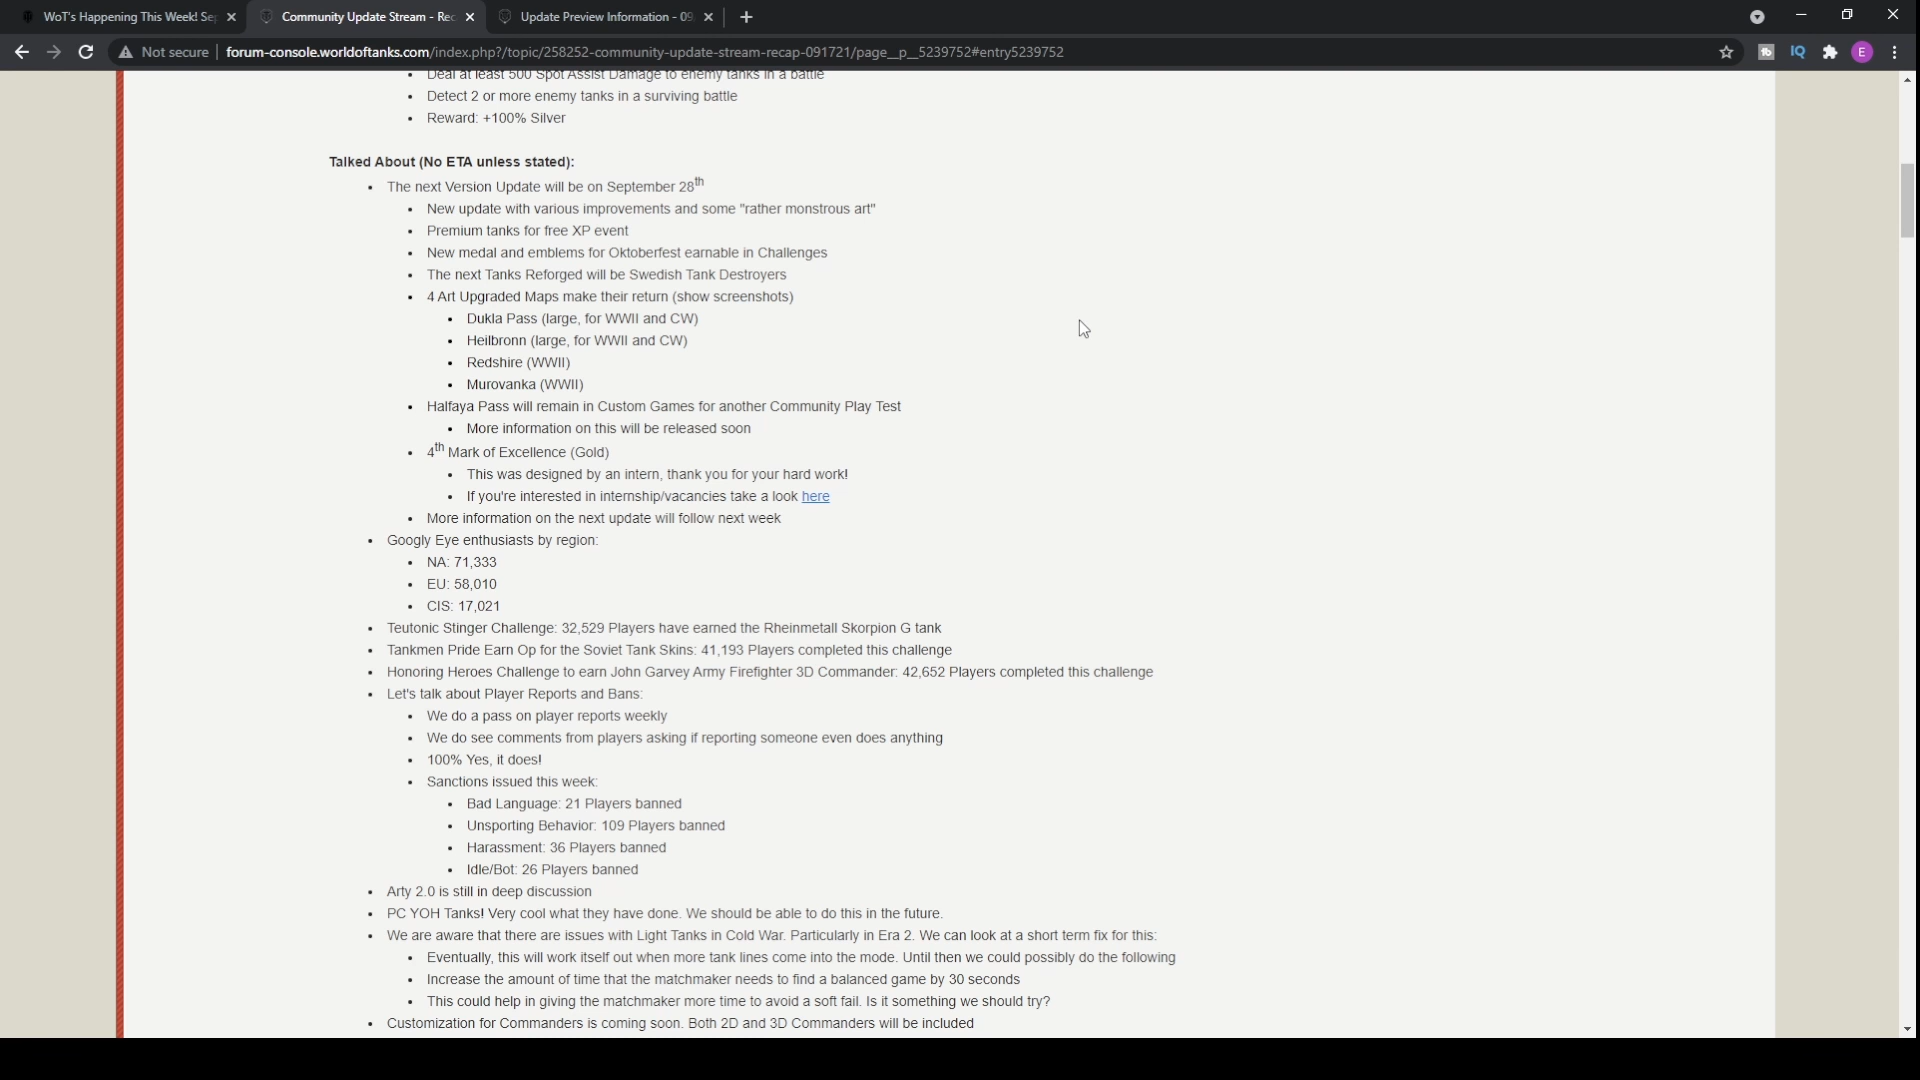 WoT's Happening This Week! Se
Community Update Stream - Rec
Update Preview Information - 09
Not secure
forum-console.worldoftanks.com/index.php?/topic/258252-community-update-stream-recap-091721/page__p__5239752#entry5239752
IQ
E
• Deal at least 500 Spot Assist Damage to enemy tanks in a battle
• Detect 2 or more enemy tanks in a surviving battle
• Reward: +100% Silver
Talked About (No ETA unless stated):
• The next Version Update will be on September 28th
• New update with various improvements and some "rather monstrous art"
• Premium tanks for free XP event
• New medal and emblems for Oktoberfest earnable in Challenges
• The next Tanks Reforged will be Swedish Tank Destroyers
• 4 Art Upgraded Maps make their return (show screenshots)
• Dukla Pass (large, for WWII and CW)
• Heilbronn (large, for WWII and CW)
• Redshire (WWII)
• Murovanka (WWII)
• Halfaya Pass will remain in Custom Games for another Community Play Test
• More information on this will be released soon
• 4th Mark of Excellence (Gold)
• This was designed by an intern, thank you for your hard work!
• If you're interested in internship/vacancies take a look here
• More information on the next update will follow next week
• Googly Eye enthusiasts by region:
• NA: 71,333
• EU: 58,010
• CIS: 17,021
• Teutonic Stinger Challenge: 32,529 Players have earned the Rheinmetall Skorpion G tank
• Tankmen Pride Earn Op for the Soviet Tank Skins: 41,193 Players completed this challenge
• Honoring Heroes Challenge to earn John Garvey Army Firefighter 3D Commander: 42,652 Players completed this challenge
• Let's talk about Player Reports and Bans:
• We do a pass on player reports weekly
• We do see comments from players asking if reporting someone even does anything
• 100% Yes, it does!
• Sanctions issued this week:
• Bad Language: 21 Players banned
• Unsporting Behavior: 109 Players banned
• Harassment: 36 Players banned
• Idle/Bot: 26 Players banned
• Arty 2.0 is still in deep discussion
• PC YOH Tanks! Very cool what they have done. We should be able to do this in the future.
• We are aware that there are issues with Light Tanks in Cold War. Particularly in Era 2. We can look at a short term fix for this:
• Eventually, this will work itself out when more tank lines come into the mode. Until then we could possibly do the following
• Increase the amount of time that the matchmaker needs to find a balanced game by 30 seconds
• This could help in giving the matchmaker more time to avoid a soft fail. Is it something we should try?
• Customization for Commanders is coming soon. Both 2D and 3D Commanders will be included